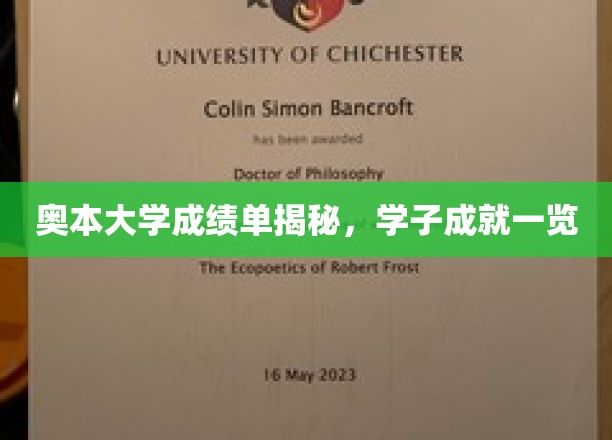 UNIVERSITY OF CHICHESTER
Colin Simon Bancroft
has been awarded
Doctor of Philosophy
奥本大学成绩单揭秘，学子成就一览
The Ecopoetics of Robert Frost
16 May 2023